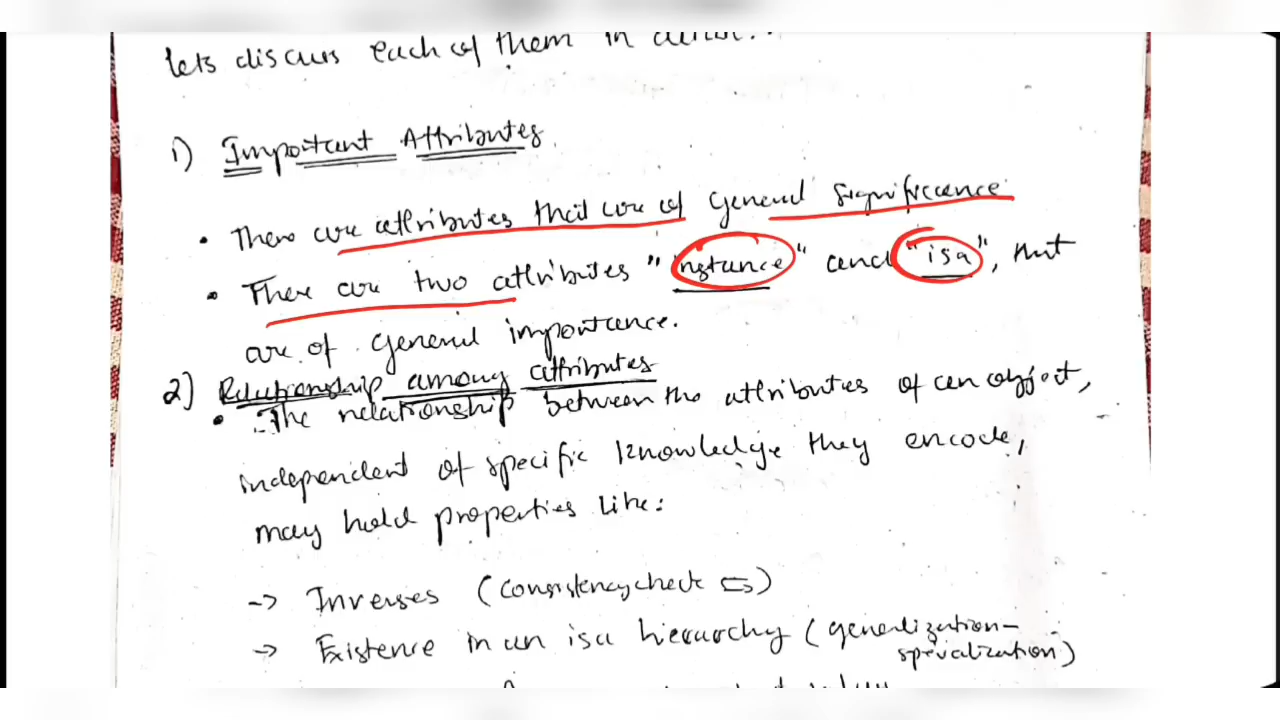 lets discuss each of them in detail..
1) Important Attributes
• There are attributes that are of general significance
• There are two attributes "instance" and "isa", that
are of general importance.
2) Relationship among attributes
• The relationship between the attributes of an object,
independent of specific knowledge they encode,
may hold properties like:
-> Inverses (consistency check ⇆)
-> Existence in an isa hierarchy (generalization-
specialization)